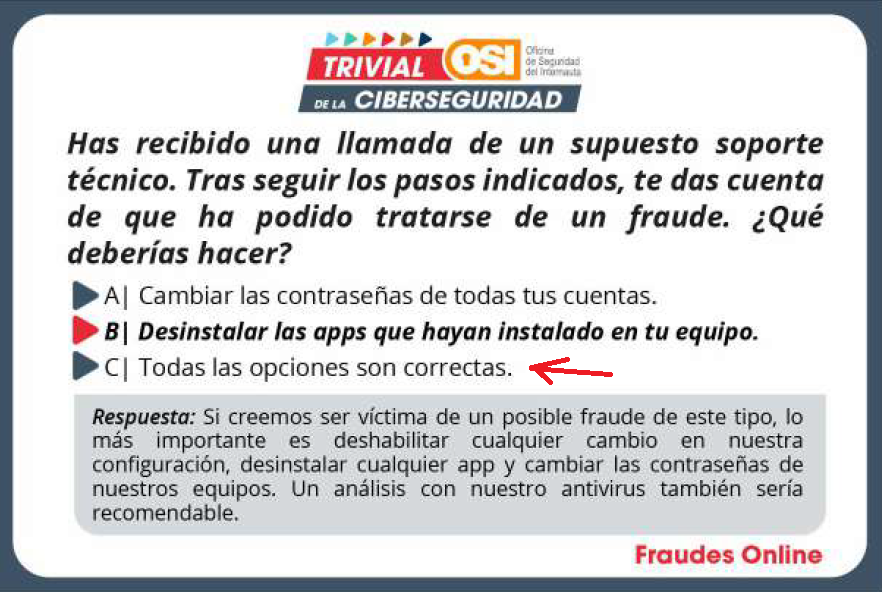 TRIVIAL OSI Oficina
de Seguridad
del Internauta
DE LA CIBERSEGURIDAD
Has recibido una llamada de un supuesto soporte
técnico. Tras seguir los pasos indicados, te das cuenta
de que ha podido tratarse de un fraude. ¿Qué
deberías hacer?
A| Cambiar las contraseñas de todas tus cuentas.
B| Desinstalar las apps que hayan instalado en tu equipo.
C| Todas las opciones son correctas.
Respuesta: Si creemos ser víctima de un posible fraude de este tipo, lo
más importante es deshabilitar cualquier cambio en nuestra
configuración, desinstalar cualquier app y cambiar las contraseñas de
nuestros equipos. Un análisis con nuestro antivirus también sería
recomendable.
Fraudes Online